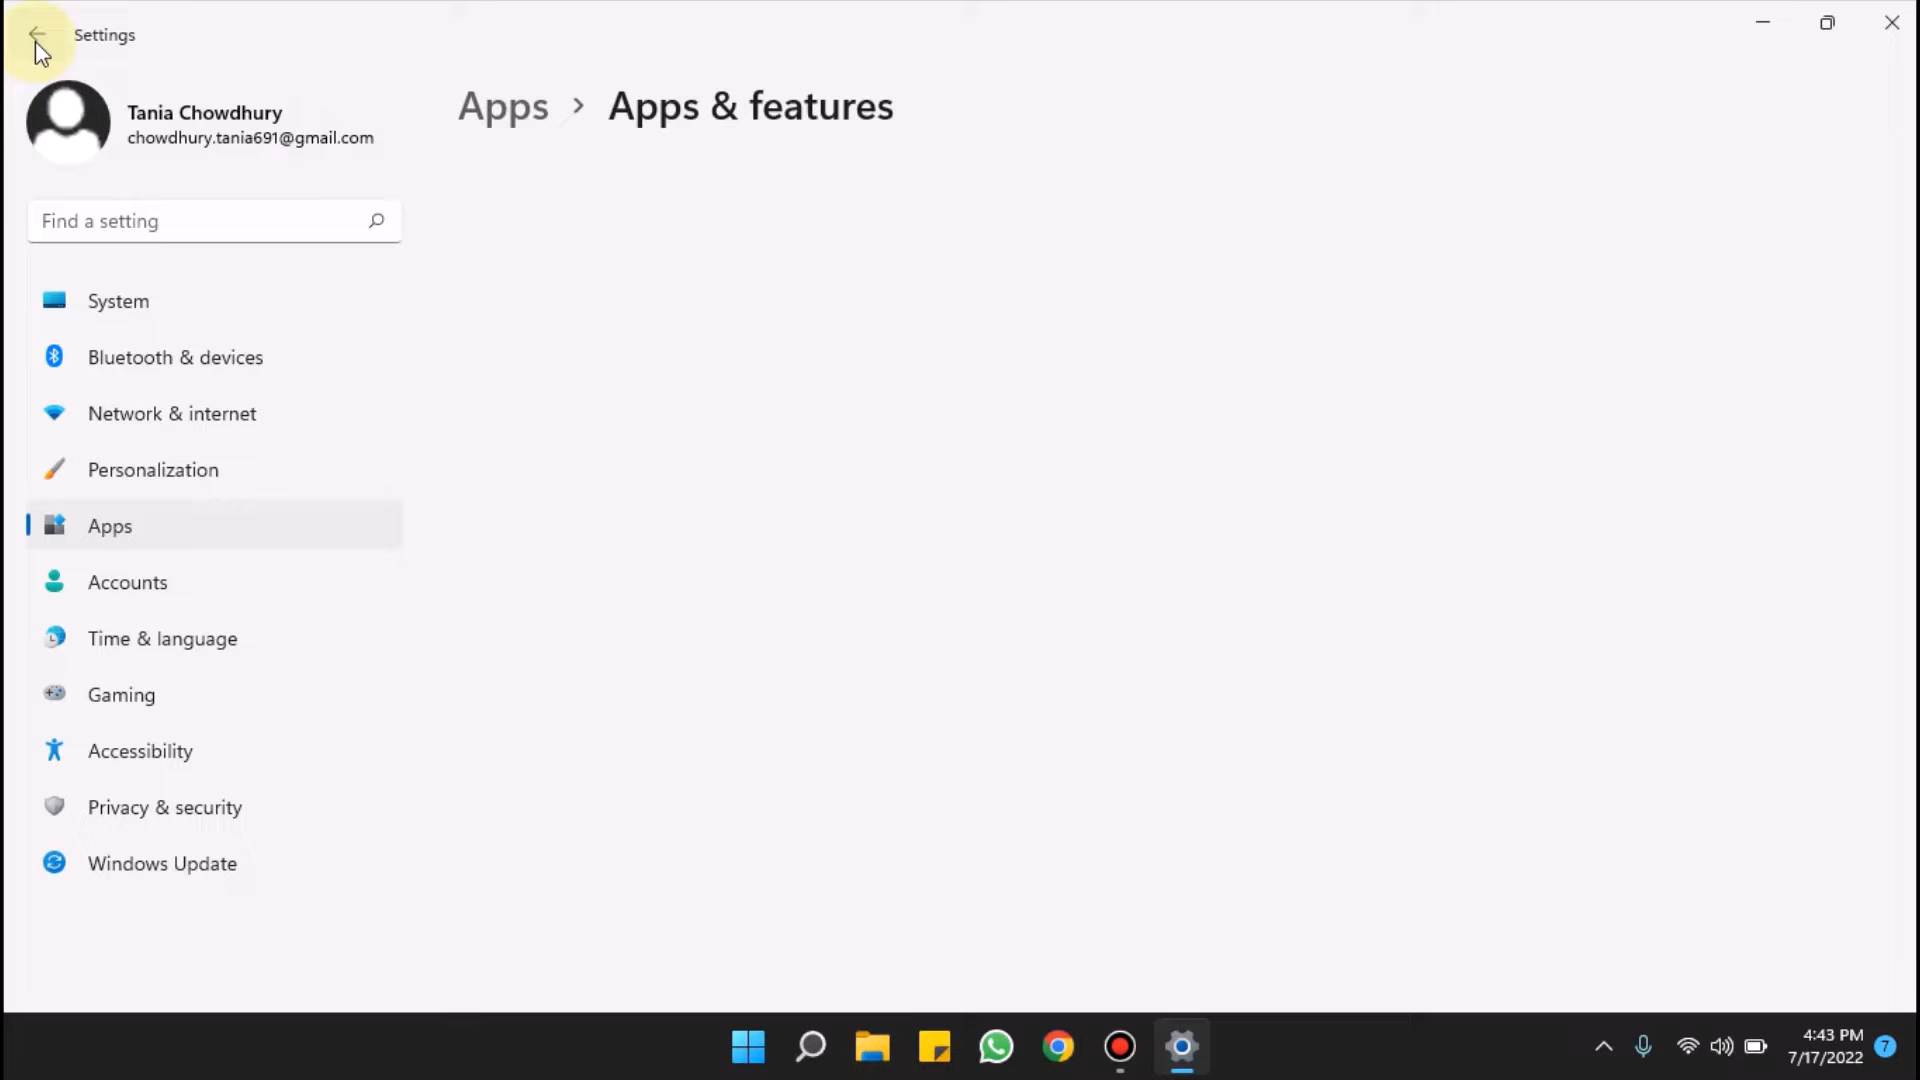 Settings
Tania Chowdhury
chowdhury.tania691@gmail.com
Apps > Apps & features
Find a setting
System
Bluetooth & devices
Network & internet
Personalization
Apps
Accounts
Time & language
Gaming
Accessibility
Privacy & security
Windows Update
4:43 PM
7/17/2022
7